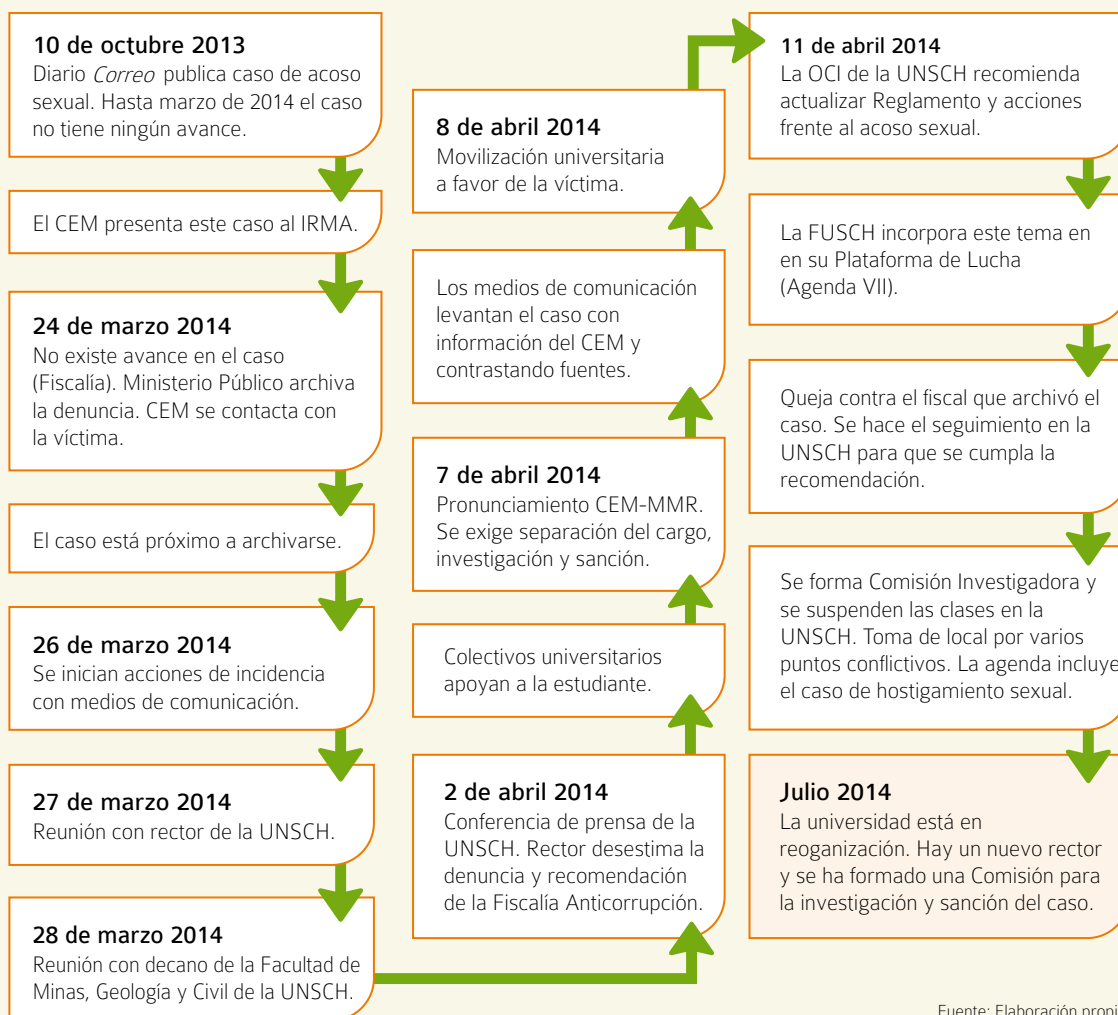 10 de octubre 2013
Diario Correo publica caso de acoso
sexual. Hasta marzo de 2014 el caso
no tiene ningún avance.
El CEM presenta este caso al IRMA.
24 de marzo 2014
No existe avance en el caso
(Fiscalía). Ministerio Público archiva
la denuncia. CEM se contacta con
la víctima.
El caso está próximo a archivarse.
26 de marzo 2014
Se inician acciones de incidencia
con medios de comunicación.
27 de marzo 2014
Reunión con rector de la UNSCH.
28 de marzo 2014
Reunión con decano de la Facultad de
Minas, Geología y Civil de la UNSCH.
2 de abril 2014
Conferencia de prensa de la
UNSCH. Rector desestima la
denuncia y recomendación
de la Fiscalía Anticorrupción.
Colectivos universitarios
apoyan a la estudiante.
7 de abril 2014
Pronunciamiento CEM-MMR.
Se exige separación del cargo,
investigación y sanción.
Los medios de comunicación
levantan el caso con
información del CEM y
contrastando fuentes.
8 de abril 2014
Movilización universitaria
a favor de la víctima.
11 de abril 2014
La OCI de la UNSCH recomienda
actualizar Reglamento y acciones
frente al acoso sexual.
La FUSCH incorpora este tema en
en su Plataforma de Lucha
(Agenda VII).
Queja contra el fiscal que archivó el
caso. Se hace el seguimiento en la
UNSCH para que se cumpla la
recomendación.
Se forma Comisión Investigadora y
se suspenden las clases en la
UNSCH. Toma de local por varios
puntos conflictivos. La agenda incluye
el caso de hostigamiento sexual.
Julio 2014
La universidad está en
reoganización. Hay un nuevo rector
y se ha formado una Comisión para
la investigación y sanción del caso.
Fuente: Elaboración propi